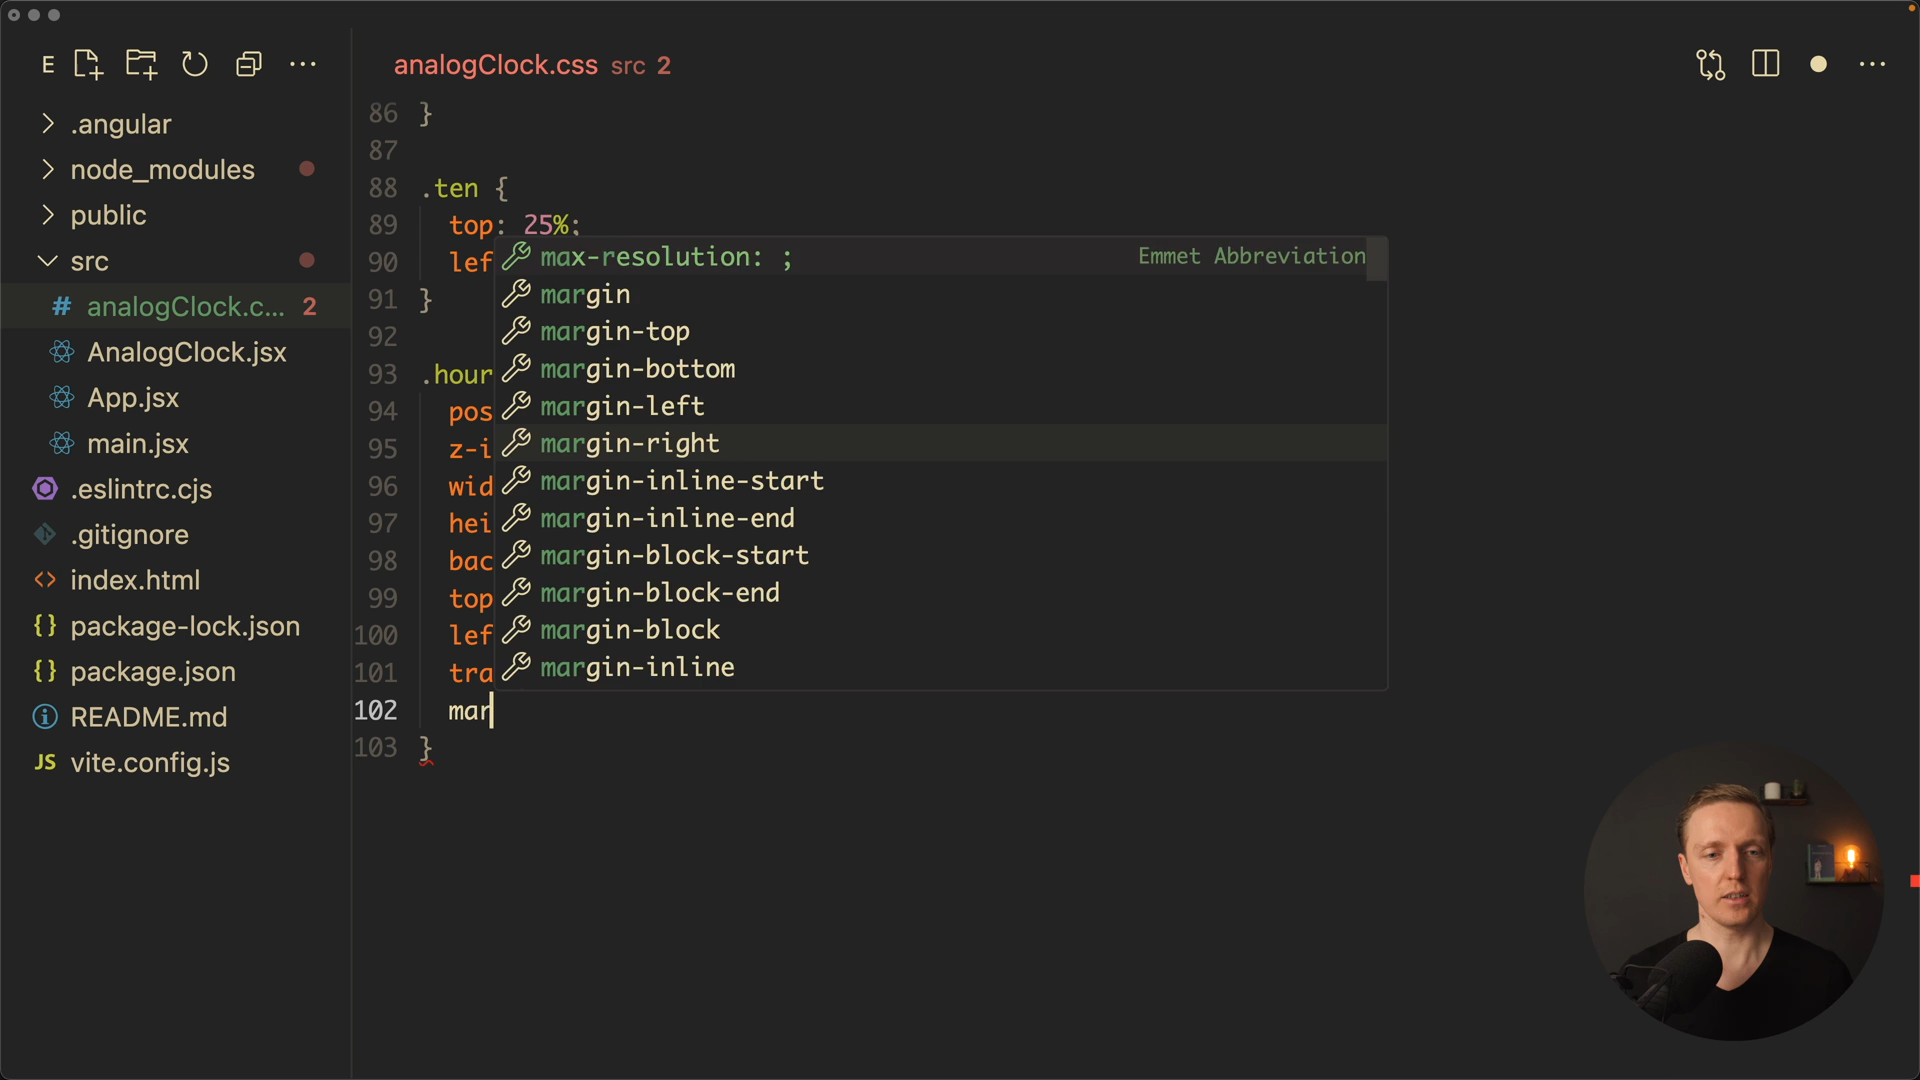 E
analogClock.css src 2
.angular
node_modules
public
src
# analogClock.c... 2
AnalogClock.jsx
App.jsx
main.jsx
.eslintrc.cjs
.gitignore
<> index.html
{} package-lock.json
{} package.json
README.md
JS vite.config.js
86 }
87
88 .ten {
89 top: 25%;
90 lef
91 }
92
93 .hour
94 pos
95 z-i
96 wid
97 hei
98 bac
99 top
100 lef
101 tra
102 mar
103 }
max-resolution: ; Emmet Abbreviation
margin
margin-top
margin-bottom
margin-left
margin-right
margin-inline-start
margin-inline-end
margin-block-start
margin-block-end
margin-block
margin-inline